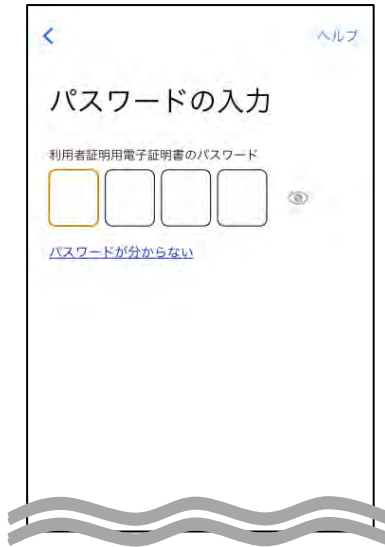 ヘルプ
パスワードの入力
利用者証明用電子証明書のパスワード
パスワードが分からない